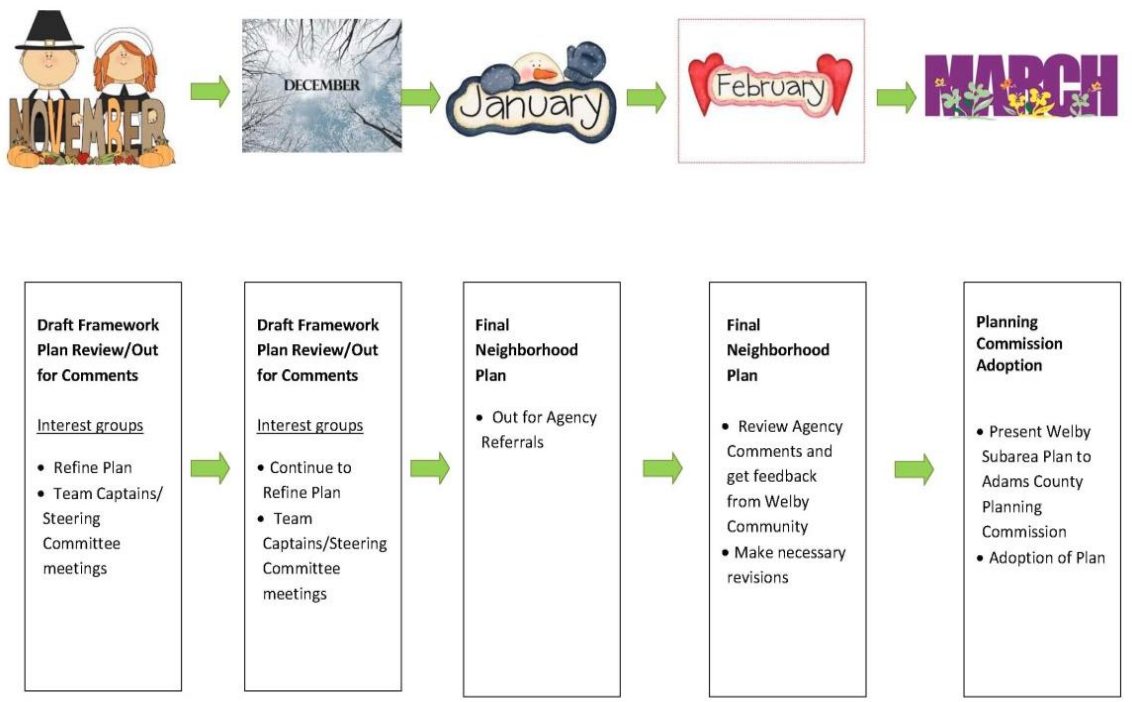 NOVEMBER
DECEMBER
January
February
MARCH
Draft Framework
Plan Review/Out
for Comments
Interest groups
• Refine Plan
• Team Captains/
Steering
Committee
meetings
Draft Framework
Plan Review/Out
for Comments
Interest groups
• Continue to
Refine Plan
• Team
Captains/Steering
Committee
meetings
Final
Neighborhood
Plan
• Out for Agency
Referrals
Final
Neighborhood
Plan
• Review Agency
Comments and
get feedback
from Welby
Community
• Make necessary
revisions
Planning
Commission
Adoption
• Present Welby
Subarea Plan to
Adams County
Planning
Commission
• Adoption of Plan